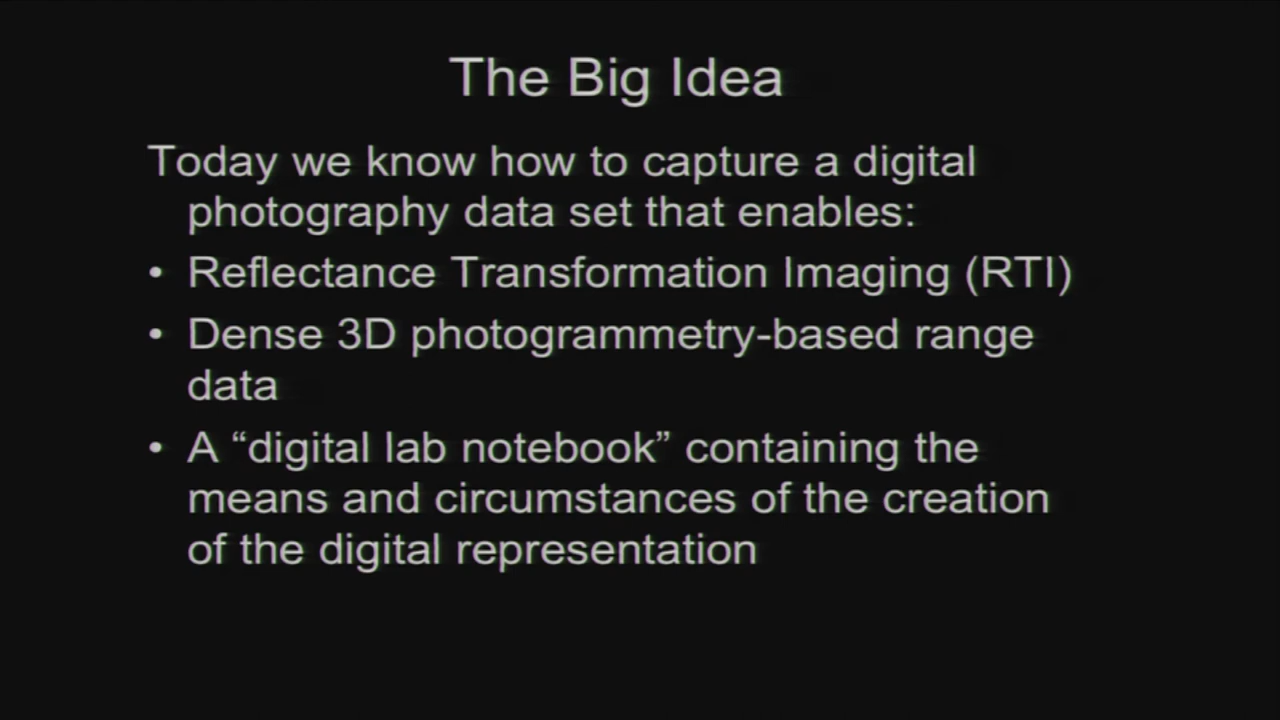 The Big Idea
Today we know how to capture a digital
photography data set that enables:
• Reflectance Transformation Imaging (RTI)
• Dense 3D photogrammetry-based range
data
• A “digital lab notebook” containing the
means and circumstances of the creation
of the digital representation